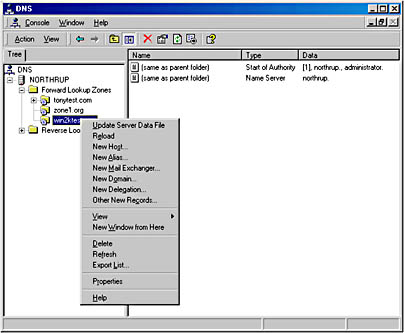 DNS
Console Window Help
Action View
Tree
DNS
NORTHRUP
Forward Lookup Zones
tonytest.com
zone1.org
win2ktes
Reverse Loo
Name Type Data
(same as parent folder) Start of Authority [1], northrup., administrator.
(same as parent folder) Name Server northrup.
Update Server Data File
Reload
New Host...
New Alias...
New Mail Exchanger...
New Domain...
New Delegation...
Other New Records...
View
New Window from Here
Delete
Refresh
Export List...
Properties
Help